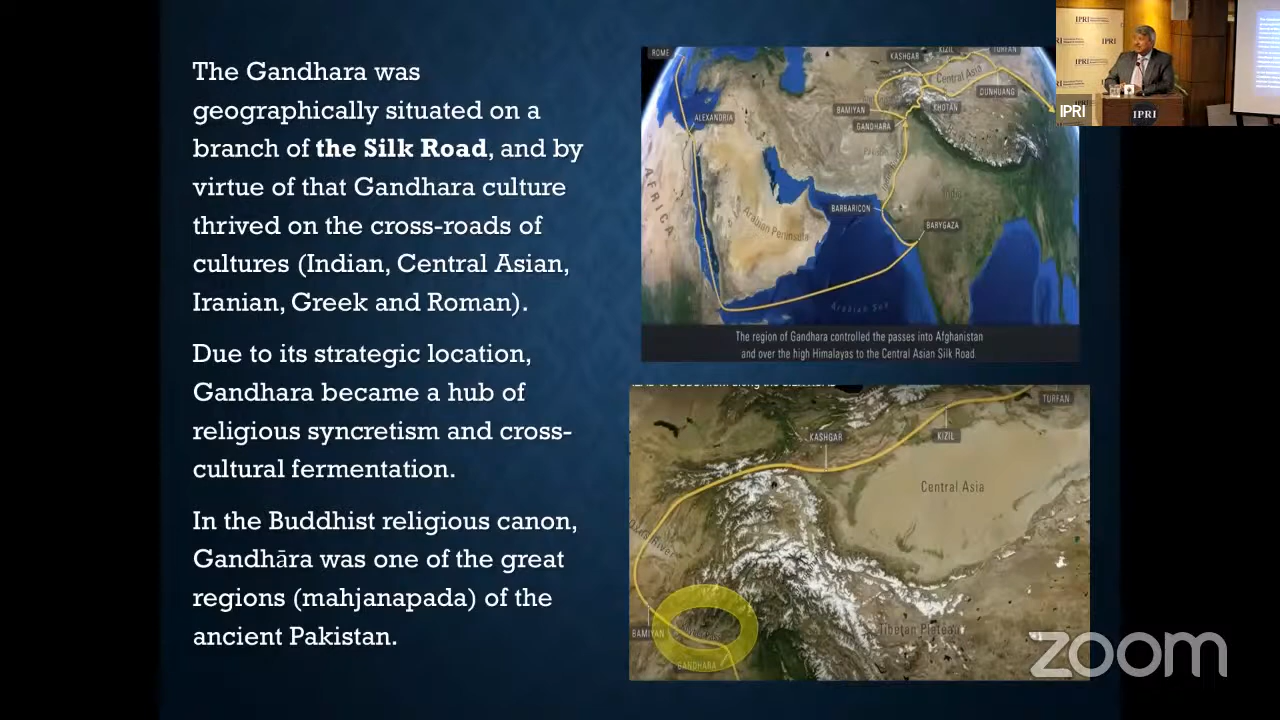 The Gandhara was
geographically situated on a
branch of the Silk Road, and by
virtue of that Gandhara culture
thrived on the cross-roads of
cultures (Indian, Central Asian,
Iranian, Greek and Roman).
Due to its strategic location,
Gandhara became a hub of
religious syncretism and cross-
cultural fermentation.
In the Buddhist religious canon,
Gandhāra was one of the great
regions (mahjanapada) of the
ancient Pakistan.
ROME
KASHGAR
KIZIL
TURFAN
Central Asia
DUNHUANG
KHOTAN
BAMIYAN
GANDHARA
ALEXANDRIA
AFRICA
Arabian Peninsula
India
BARBARICON
BARYGAZA
Arabian Sea
The region of Gandhara controlled the passes into Afghanistan
and over the high Himalayas to the Central Asian Silk Road
TURFAN
KASHGAR
KIZIL
Central Asia
Oxus River
BAMIYAN
GANDHARA
Tibetan Plateau
IPRI
IPRI
IPRI
IPRI
IPRI
zoom